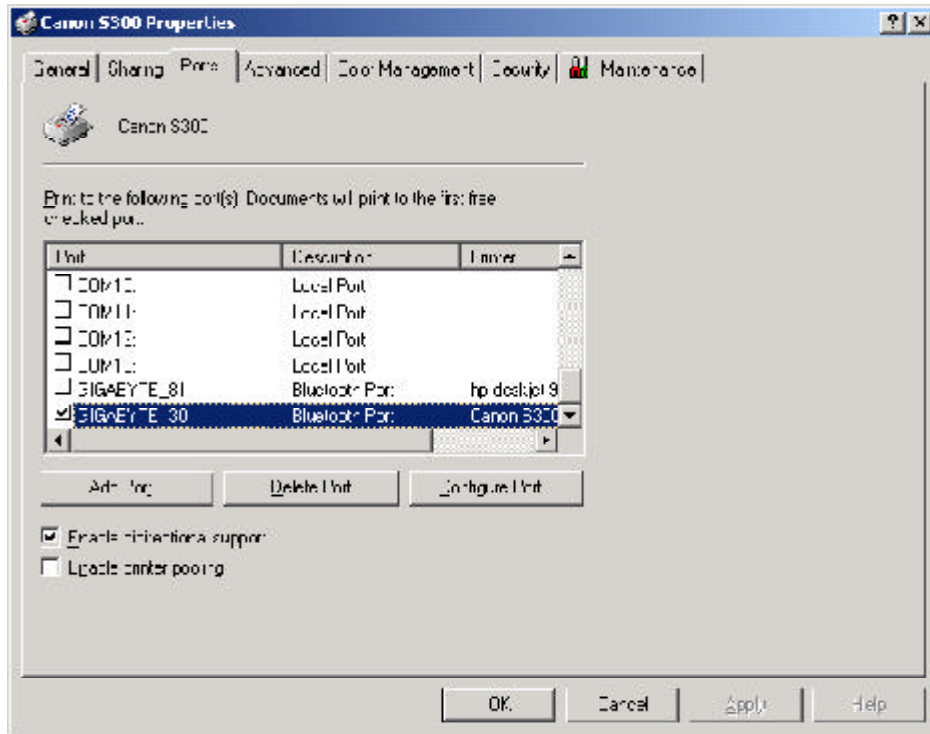 Canon S300 Properties
General Sharing Ports Advanced Color Management Security Maintenance
Canon S300
Print to the following port(s). Documents will print to the first free
checked port.
Port Description Printer
Local Port
COM11: Local Port
Local Port
Local Port
GIGABYTE_81 Bluetooth Port hp deskjet 9
GIGABYTE_30 Bluetooth Port Canon S300
Add Port Delete Port Configure Port
Enable bidirectional support
Enable printer pooling
OK Cancel Apply Help